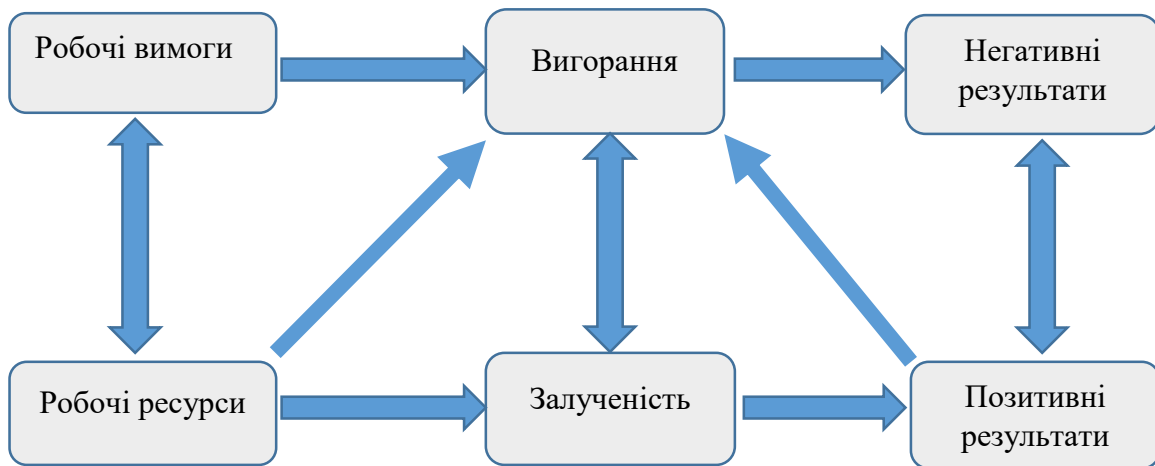 Робочі вимоги
Вигорання
Негативні
результати
Робочі ресурси
Залученість
Позитивні
результати